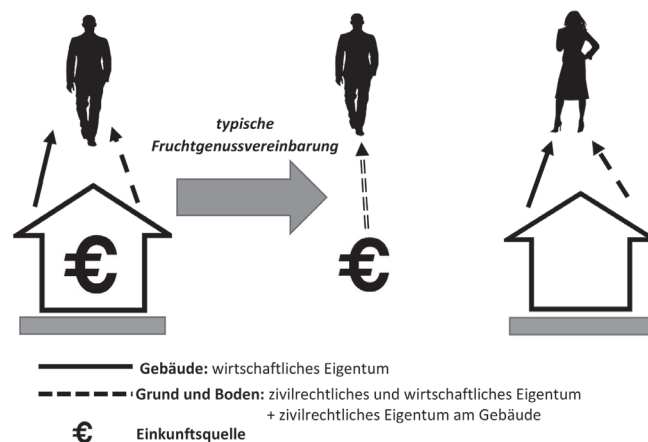 typische
Fruchtgenussvereinbarung
€
€
Gebäude: wirtschaftliches Eigentum
Grund und Boden: zivilrechtliches und wirtschaftliches Eigentum
+ zivilrechtliches Eigentum am Gebäude
€ Einkunftsquelle